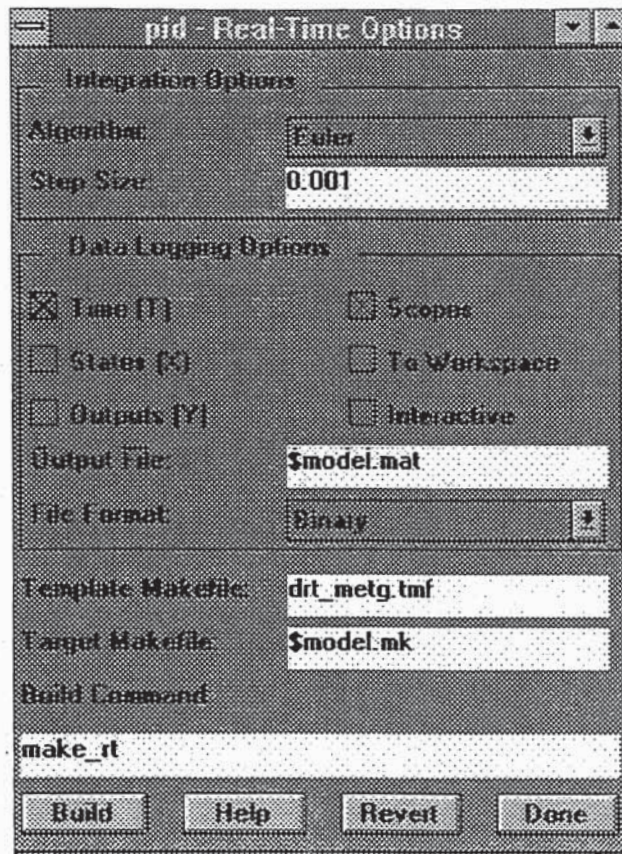 pid - Real-Time Options
Integration Options
Algorithm: Euler
Step Size: 0.001
Data Logging Options
Time (T) Scopes
States (X) To Workspace
Outputs (Y) Interactive
Output File: $model.mat
File Format: Binary
Template Makefile: drt_metg.tmf
Target Makefile: $model.mk
Build Command
make_rt
Build Help Revert Done